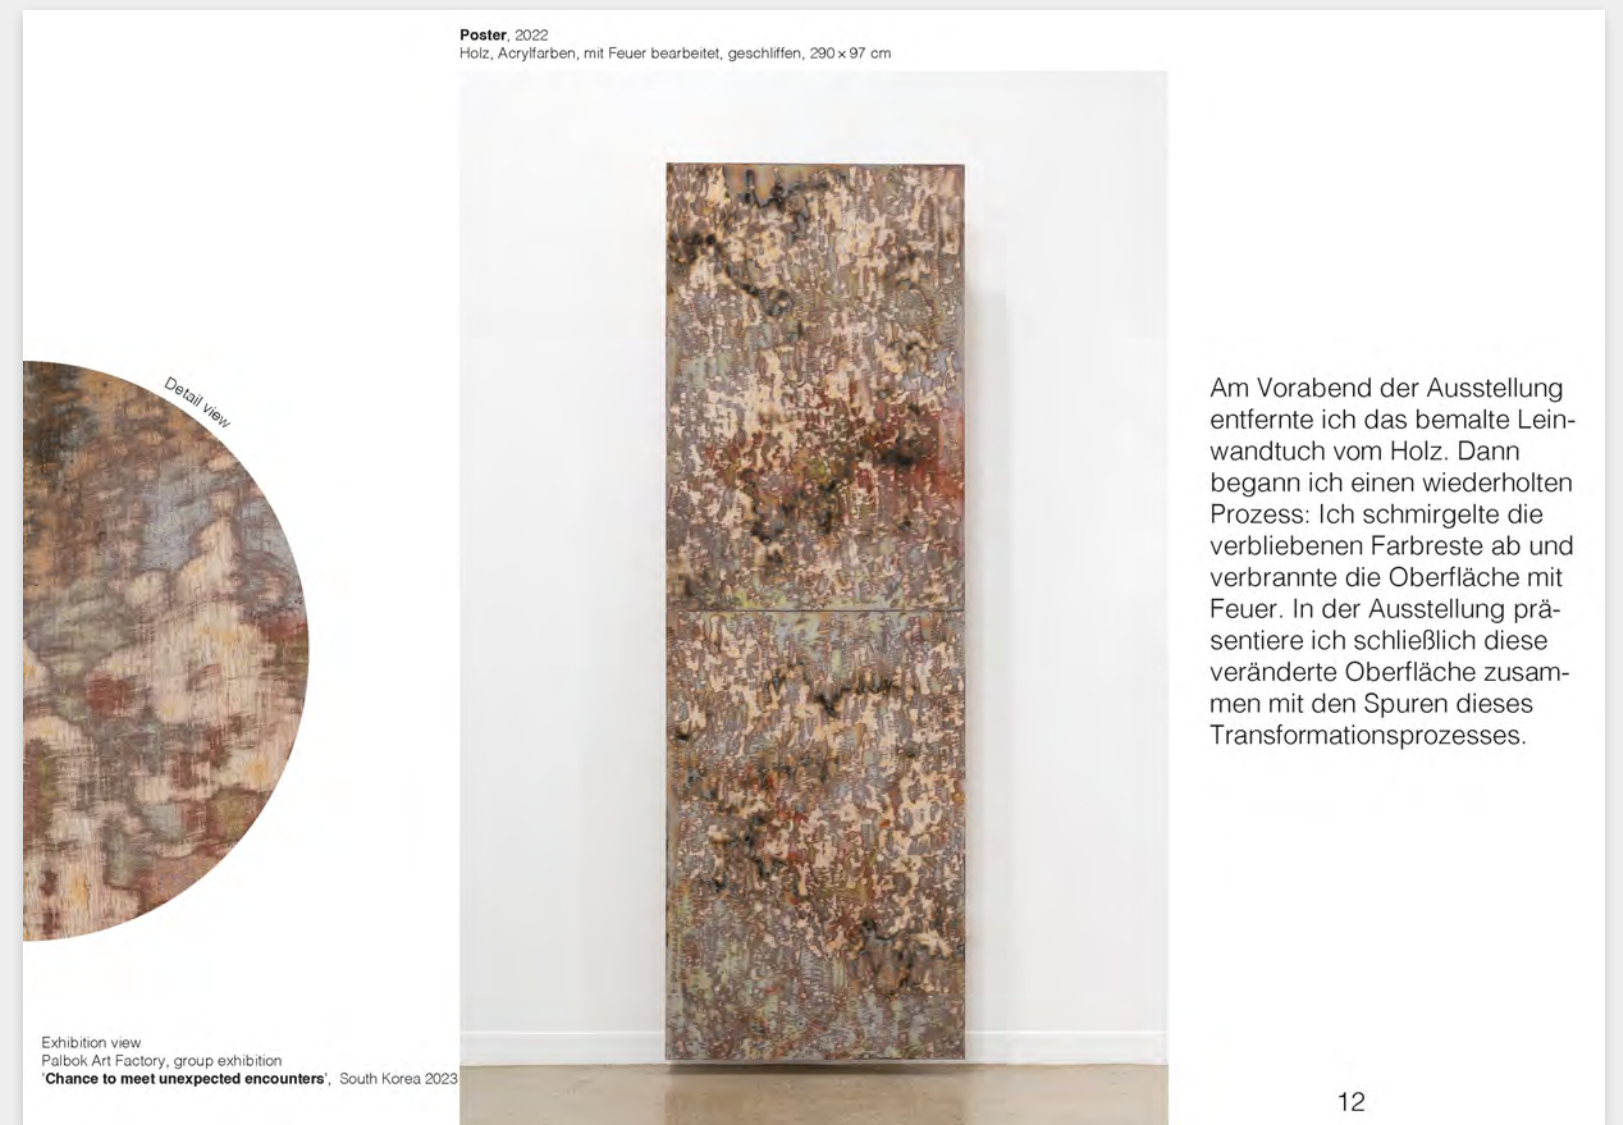 Poster, 2022
Holz, Acrylfarben, mit Feuer bearbeitet, geschliffen, 290 x 97 cm
Detail view
Am Vorabend der Ausstellung
entfernte ich das bemalte Lein-
wandtuch vom Holz. Dann
begann ich einen wiederholten
Prozess: Ich schmirgelte die
verbliebenen Farbreste ab und
verbrannte die Oberfläche mit
Feuer. In der Ausstellung prä-
sentiere ich schließlich diese
veränderte Oberfläche zusam-
men mit den Spuren dieses
Transformationsprozesses.
Exhibition view
Palbok Art Factory, group exhibition
'Chance to meet unexpected encounters', South Korea 2023
12